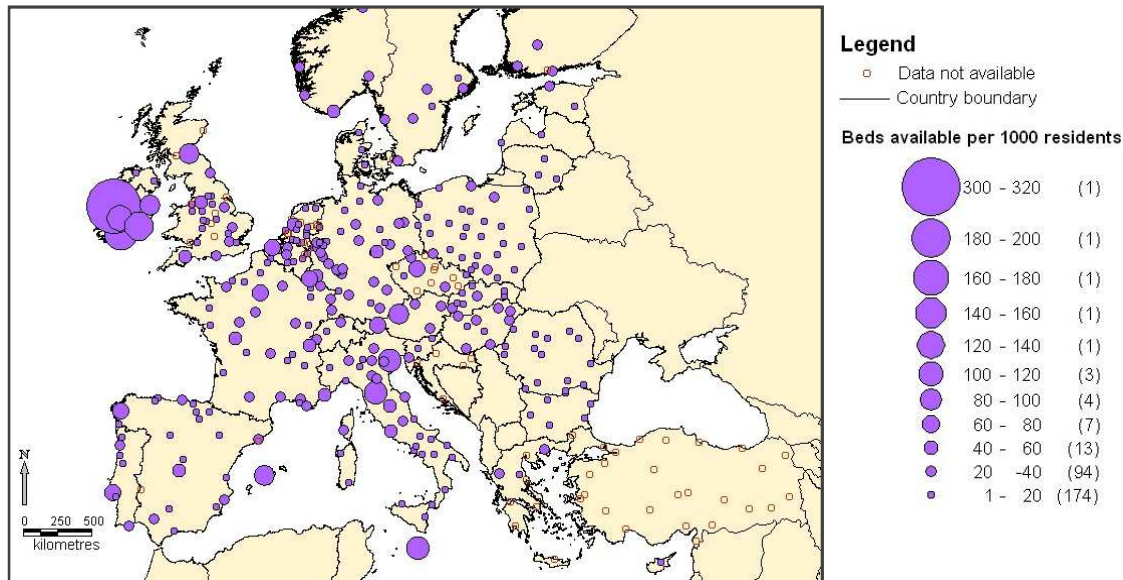 Legend
Data not available
Country boundary
Beds available per 1000 residents
300 - 320 (1)
180 - 200 (1)
160 - 180 (1)
140 - 160 (1)
120 - 140 (1)
100 - 120 (3)
80 - 100 (4)
60 - 80 (7)
40 - 60 (13)
20 -40 (94)
1 - 20 (174)
N
0 250 500
kilometres